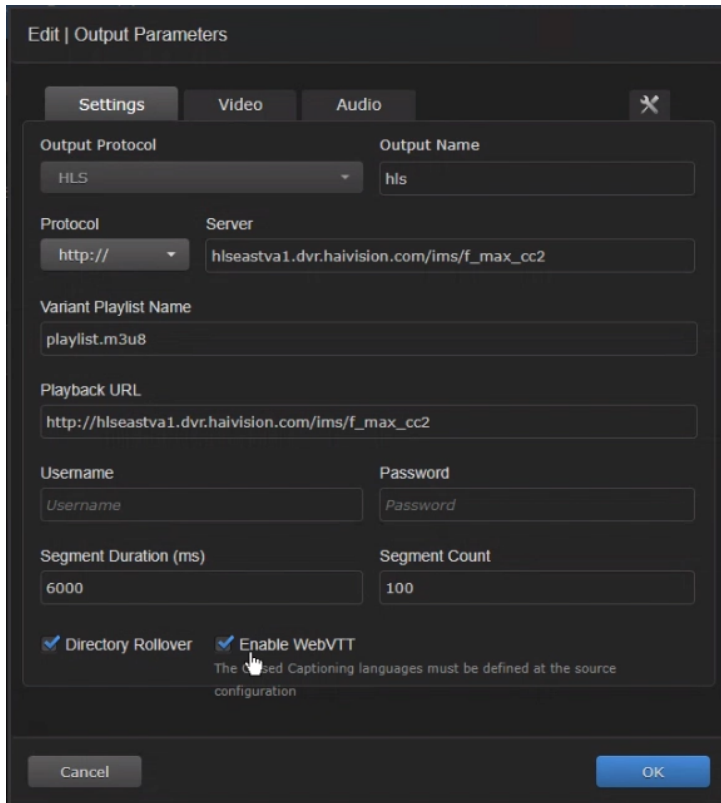 Edit | Output Parameters
Settings Video Audio
Output Protocol Output Name
HLS hls
Protocol Server
http:// hlseastva1.dvr.haivision.com/ims/f_max_cc2
Variant Playlist Name
playlist.m3u8
Playback URL
http://hlseastva1.dvr.haivision.com/ims/f_max_cc2
Username Password
Username Password
Segment Duration (ms) Segment Count
6000 100
Directory Rollover Enable WebVTT
The Closed Captioning languages must be defined at the source
configuration
Cancel OK